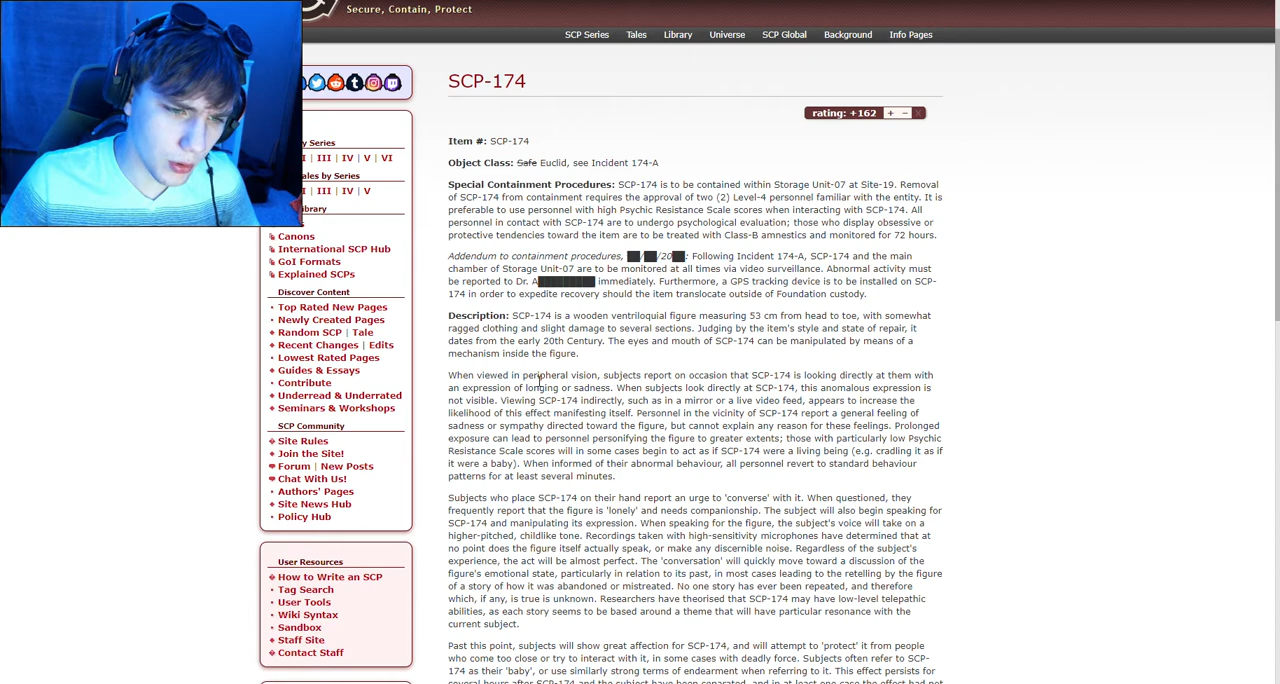 Secure, Contain, Protect
SCP Series Tales Library Universe SCP Global Background Info Pages
by Series
III IV V VI
Tales by Series
III IV V
Library
Canons
International SCP Hub
GoI Formats
Explained SCPs
Discover Content
Top Rated New Pages
Newly Created Pages
Random SCP | Tale
Recent Changes | Edits
Lowest Rated Pages
Guides & Essays
Contribute
Underread & Underrated
Seminars & Workshops
SCP Community
Site Rules
Join the Site!
Forum | New Posts
Chat With Us!
Authors' Pages
Site News Hub
Policy Hub
User Resources
How to Write an SCP
Tag Search
User Tools
Wiki Syntax
Sandbox
Staff Site
Contact Staff
SCP-174
rating: +162 + − X
Item #: SCP-174
Object Class: Safe Euclid, see Incident 174-A
Special Containment Procedures: SCP-174 is to be contained within Storage Unit-07 at Site-19. Removal
of SCP-174 from containment requires the approval of two (2) Level-4 personnel familiar with the entity. It is
preferable to use personnel with high Psychic Resistance Scale scores when interacting with SCP-174. All
personnel in contact with SCP-174 are to undergo psychological evaluation; those who display obsessive or
protective tendencies toward the item are to be treated with Class-B amnestics and monitored for 72 hours.
Addendum to containment procedures, ██/██/20██: Following Incident 174-A, SCP-174 and the main
chamber of Storage Unit-07 are to be monitored at all times via video surveillance. Abnormal activity must
be reported to Dr. A█████████ immediately. Furthermore, a GPS tracking device is to be installed on SCP-
174 in order to expedite recovery should the item translocate outside of Foundation custody.
Description: SCP-174 is a wooden ventriloquial figure measuring 53 cm from head to toe, with somewhat
ragged clothing and slight damage to several sections. Judging by the item's style and state of repair, it
dates from the early 20th Century. The eyes and mouth of SCP-174 can be manipulated by means of a
mechanism inside the figure.
When viewed in peripheral vision, subjects report on occasion that SCP-174 is looking directly at them with
an expression of longing or sadness. When subjects look directly at SCP-174, this anomalous expression is
not visible. Viewing SCP-174 indirectly, such as in a mirror or a live video feed, appears to increase the
likelihood of this effect manifesting itself. Personnel in the vicinity of SCP-174 report a general feeling of
sadness or sympathy directed toward the figure, but cannot explain any reason for these feelings. Prolonged
exposure can lead to personnel personifying the figure to greater extents; those with particularly low Psychic
Resistance Scale scores will in some cases begin to act as if SCP-174 were a living being (e.g. cradling it as if
it were a baby). When informed of their abnormal behaviour, all personnel revert to standard behaviour
patterns for at least several minutes.
Subjects who place SCP-174 on their hand report an urge to 'converse' with it. When questioned, they
frequently report that the figure is 'lonely' and needs companionship. The subject will also begin speaking for
SCP-174 and manipulating its expression. When speaking for the figure, the subject's voice will take on a
higher-pitched, childlike tone. Recordings taken with high-sensitivity microphones have determined that at
no point does the figure itself actually speak, or make any discernible noise. Regardless of the subject's
experience, the act will be almost perfect. The 'conversation' will quickly move toward a discussion of the
figure's emotional state, particularly in relation to its past, in most cases leading to the retelling by the figure
of a story of how it was abandoned or mistreated. No one story has ever been repeated, and therefore
which, if any, is true is unknown. Researchers have theorised that SCP-174 may have low-level telepathic
abilities, as each story seems to be based around a theme that will have particular resonance with the
current subject.
Past this point, subjects will show great affection for SCP-174, and will attempt to 'protect' it from people
who come too close or try to interact with it, in some cases with deadly force. Subjects often refer to SCP-
174 as their 'baby', or use similarly strong terms of endearment when referring to it. This effect persists for
several hours after SCP-174 and the subject have been separated, and in at least one case the effect had not